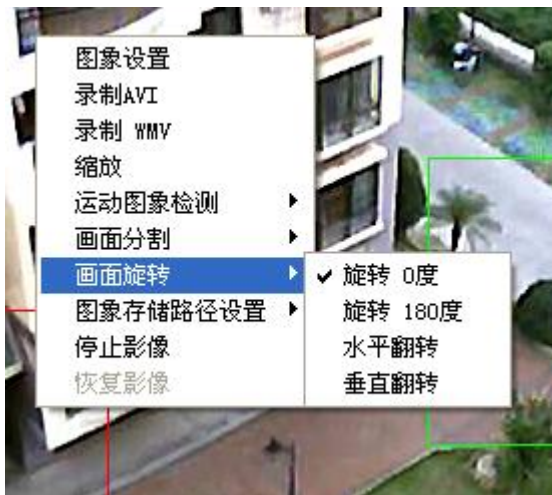 图象设置
录制AVI
录制 WMV
缩放
运动图象检测
画面分割
画面旋转
图象存储路径设置
停止影像
恢复影像
旋转 0度
旋转 180度
水平翻转
垂直翻转